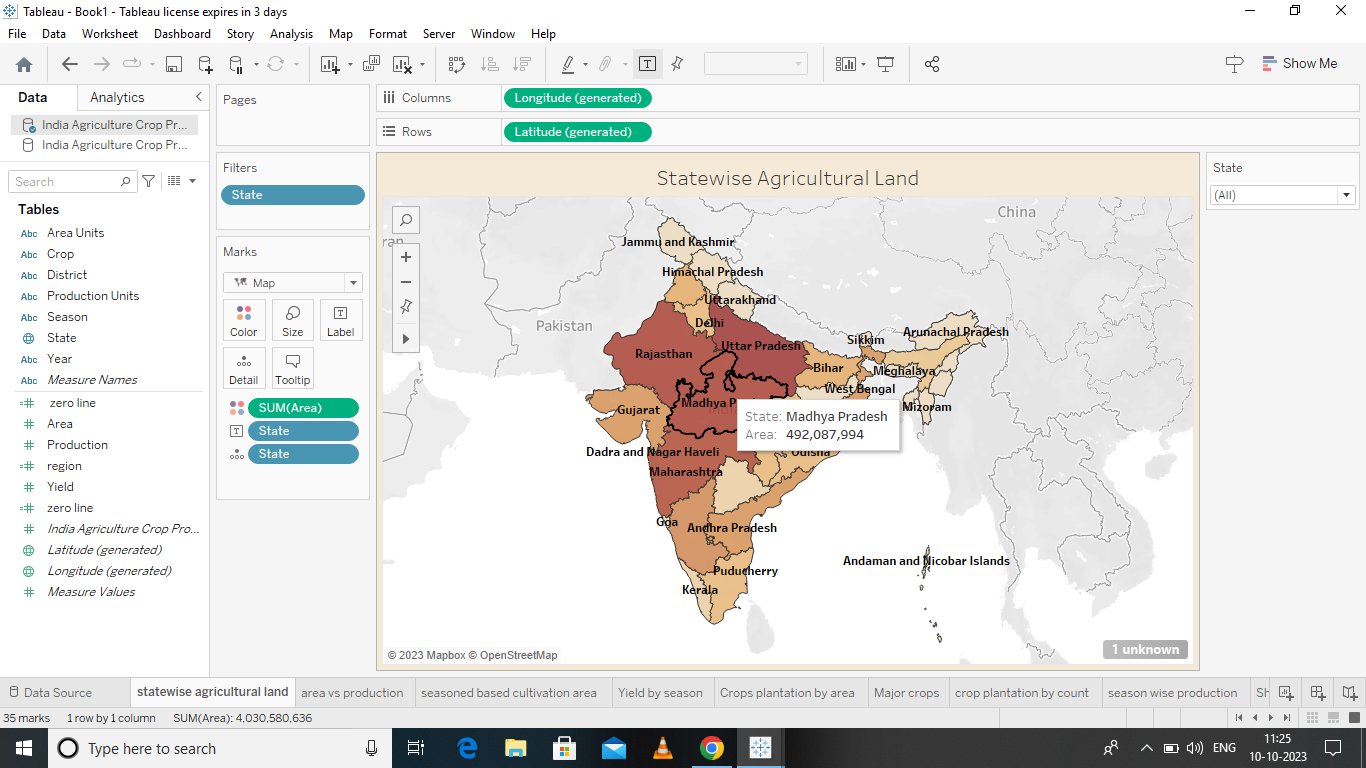 Tableau - Book1 - Tableau license expires in 3 days
File Data Worksheet Dashboard Story Analysis Map Format Server Window Help
Show Me
Data Analytics
India Agriculture Crop Pr...
India Agriculture Crop Pr...
Search
Tables
Abc Area Units
Abc Crop
Abc District
Abc Production Units
Abc Season
State
Abc Year
Abc Measure Names
zero line
Area
Production
region
Yield
zero line
India Agriculture Crop Pro...
Latitude (generated)
Longitude (generated)
Measure Values
Pages
Filters
State
Marks
Map
Color Size Label
Detail Tooltip
SUM(Area)
State
State
Columns Longitude (generated)
Rows Latitude (generated)
Statewise Agricultural Land
China
Jammu and Kashmir
Himachal Pradesh
Uttarakhand
Pakistan
Delhi
Arunachal Pradesh
Sikkim
Uttar Pradesh
Rajasthan
Bihar
Meghalaya
West Bengal
Madhya P
Mizoram
Gujarat
State: Madhya Pradesh
Area: 492,087,994
Dadra and Nagar Haveli
Odisha
Maharashtra
Goa
Andhra Pradesh
Andaman and Nicobar Islands
Puducherry
Kerala
© 2023 Mapbox © OpenStreetMap
1 unknown
State
(All)
Data Source statewise agricultural land area vs production seasoned based cultivation area Yield by season Crops plantation by area Major crops crop plantation by count season wise production Sh
35 marks 1 row by 1 column SUM(Area): 4,030,580,636
Type here to search
ENG
11:25
10-10-2023